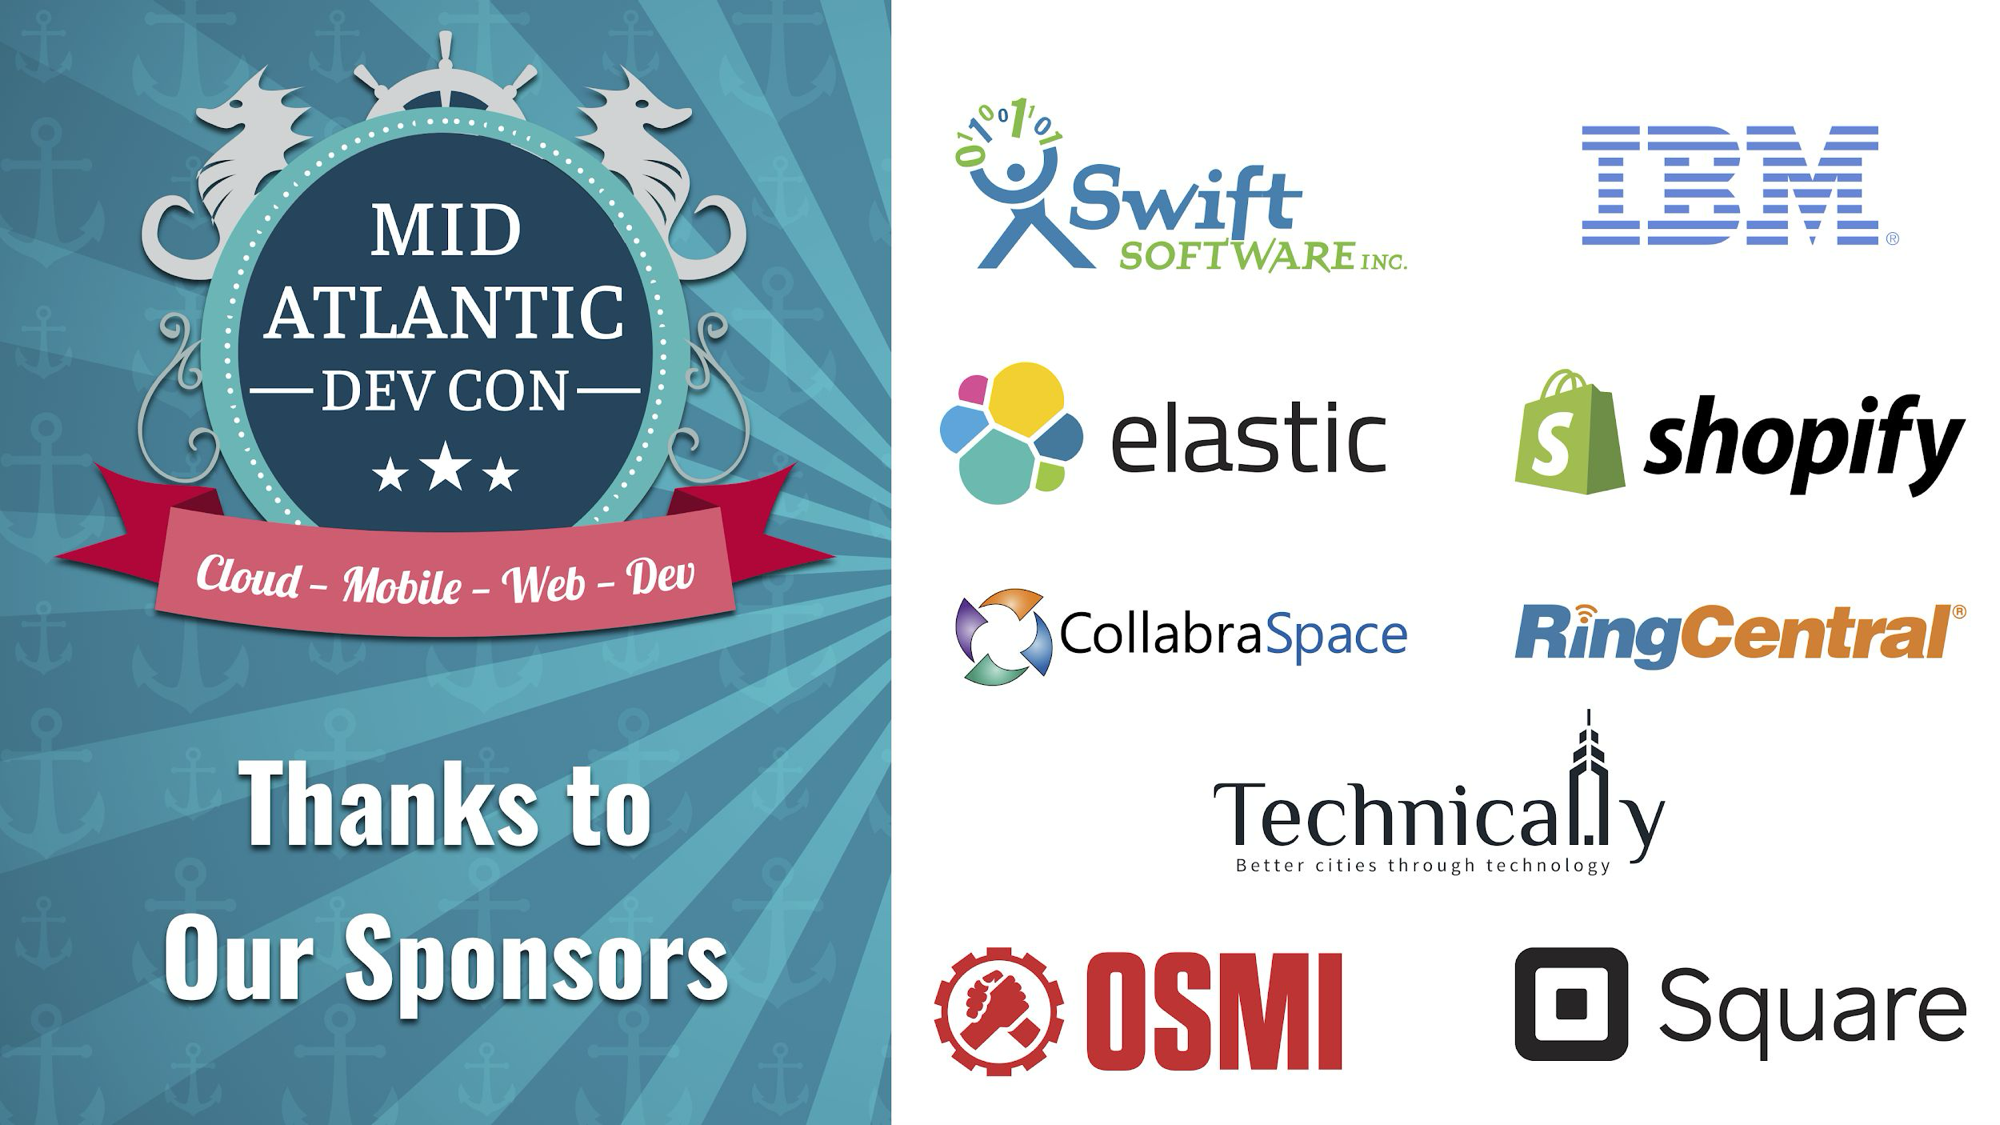 MID
ATLANTIC
DEV CON
Cloud – Mobile – Web – Dev
Thanks to
Our Sponsors
01100101
Swift
SOFTWARE INC.
IBM®
elastic
S shopify
CollabraSpace
RingCentral®
Technically
Better cities through technology
OSMI
Square